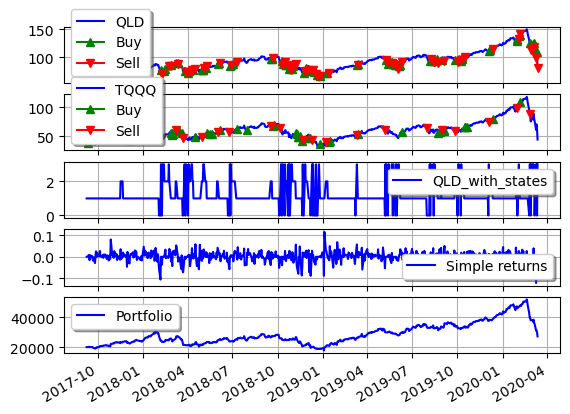 QLD
Buy
Sell
150
100
TQQQ
Buy
Sell
100
50
QLD_with_states
2
0
0.1
0.0
−0.1
Simple returns
Portfolio
40000
20000
2017-10
2018-01
2018-04
2018-07
2018-10
2019-01
2019-04
2019-07
2019-10
2020-01
2020-04